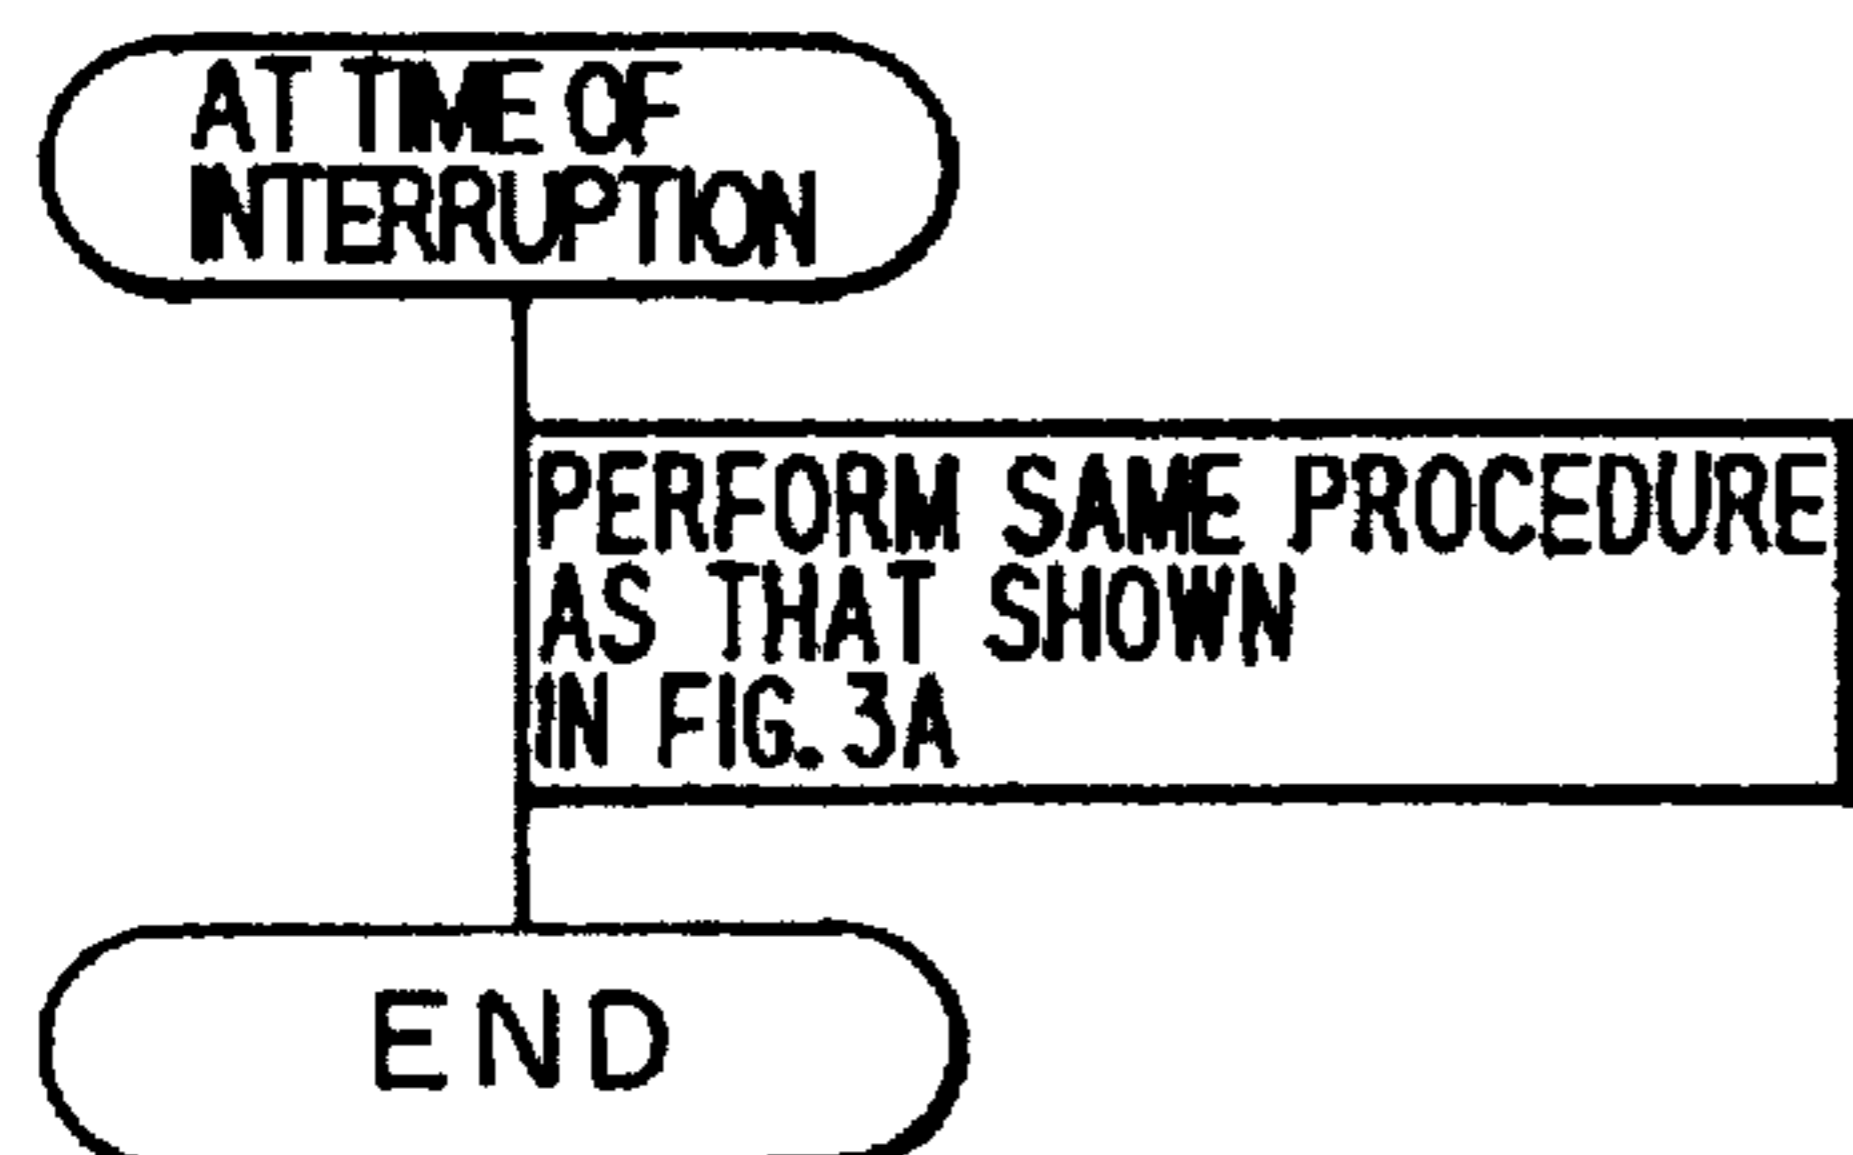 AT TIME OF
INTERRUPTION
PERFORM SAME PROCEDURE
AS THAT SHOWN
IN FIG. 3A
END